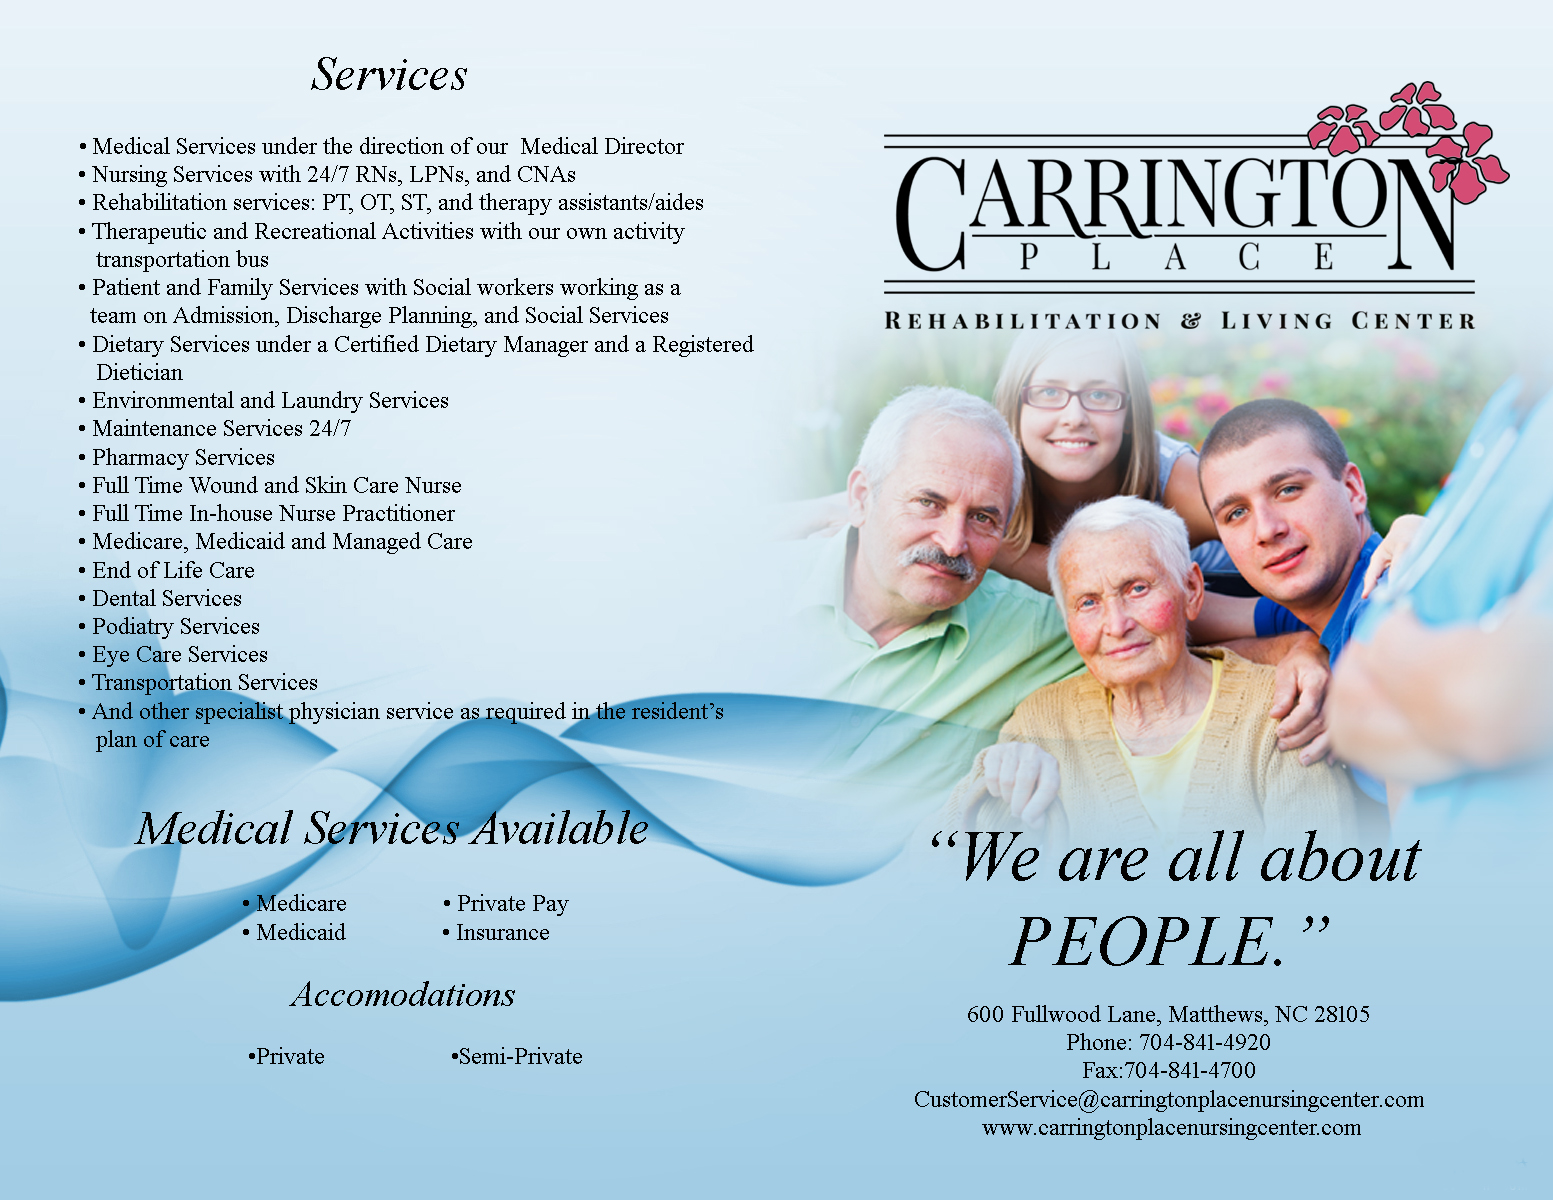 Services
• Medical Services under the direction of our  Medical Director
• Nursing Services with 24/7 RNs, LPNs, and CNAs
• Rehabilitation services: PT, OT, ST, and therapy assistants/aides
• Therapeutic and Recreational Activities with our own activity
transportation bus
• Patient and Family Services with Social workers working as a
team on Admission, Discharge Planning, and Social Services
• Dietary Services under a Certified Dietary Manager and a Registered
Dietician
• Environmental and Laundry Services
• Maintenance Services 24/7
• Pharmacy Services
• Full Time Wound and Skin Care Nurse
• Full Time In-house Nurse Practitioner
• Medicare, Medicaid and Managed Care
• End of Life Care
• Dental Services
• Podiatry Services
• Eye Care Services
• Transportation Services
• And other specialist physician service as required in the resident’s
plan of care
Medical Services Available
• Medicare
• Private Pay
• Medicaid
• Insurance
Accomodations
•Private
•Semi-Private
CARRINGTON
PLACE
REHABILITATION & LIVING CENTER
“We are all about
PEOPLE.”
600 Fullwood Lane, Matthews, NC 28105
Phone: 704-841-4920
Fax:704-841-4700
CustomerService@carringtonplacenursingcenter.com
www.carringtonplacenursingcenter.com